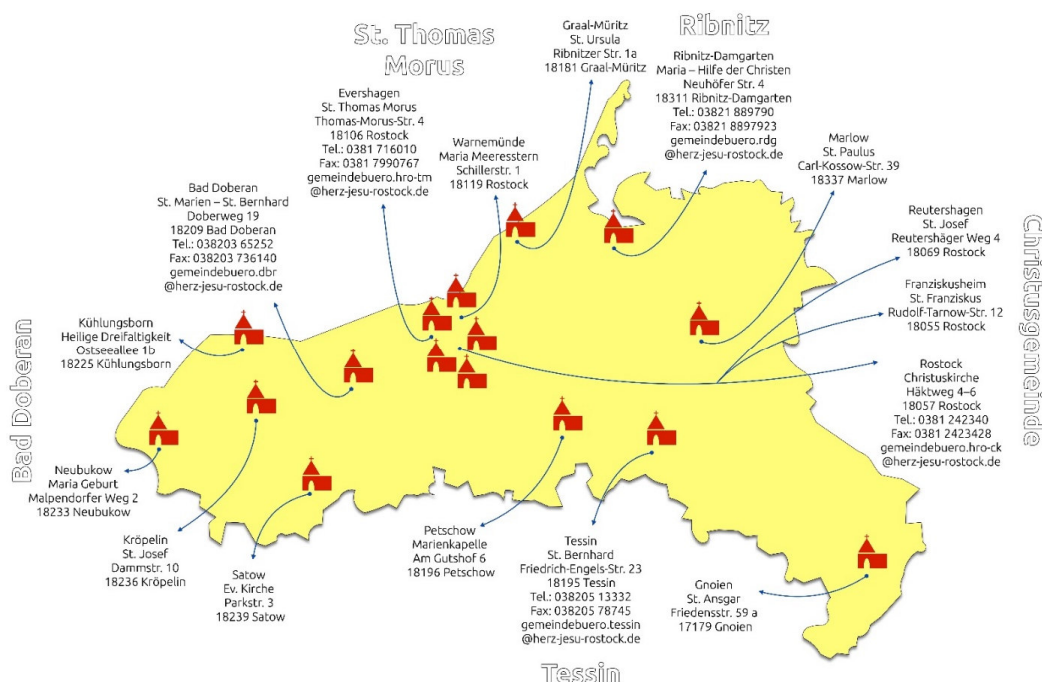 St. Thomas
Morus
Ribnitz
Graal-Müritz
St. Ursula
Ribnitzer Str. 1a
18181 Graal-Müritz
Ribnitz-Damgarten
Maria – Hilfe der Christen
Neuhöfer Str. 4
18311 Ribnitz-Damgarten
Tel.: 03821 889790
Fax: 03821 8897923
gemeindebuero.rdg
@herz-jesu-rostock.de
Evershagen
St. Thomas Morus
Thomas-Morus-Str. 4
18106 Rostock
Tel.: 0381 716010
Fax: 0381 7990767
gemeindebuero.hro-tm
@herz-jesu-rostock.de
Warnemünde
Maria Meeresstern
Schillerstr. 1
18119 Rostock
Marlow
St. Paulus
Carl-Kossow-Str. 39
18337 Marlow
Bad Doberan
St. Marien – St. Bernhard
Doberweg 19
18209 Bad Doberan
Tel.: 038203 65252
Fax: 038203 736140
gemeindebuero.dbr
@herz-jesu-rostock.de
Reutershagen
St. Josef
Reutershäger Weg 4
18069 Rostock
Franziskusheim
St. Franziskus
Rudolf-Tarnow-Str. 12
18055 Rostock
Christusgemeinde
Kühlungsborn
Heilige Dreifaltigkeit
Ostseeallee 1b
18225 Kühlungsborn
Bad Doberan
Rostock
Christuskirche
Häktweg 4–6
18057 Rostock
Tel.: 0381 242340
Fax: 0381 2423428
gemeindebuero.hro-ck
@herz-jesu-rostock.de
Neubukow
Maria Geburt
Malpendorfer Weg 2
18233 Neubukow
Kröpelin
St. Josef
Dammstr. 10
18236 Kröpelin
Satow
Ev. Kirche
Parkstr. 3
18239 Satow
Petschow
Marienkapelle
Am Gutshof 6
18196 Petschow
Tessin
St. Bernhard
Friedrich-Engels-Str. 23
18195 Tessin
Tel.: 038205 13332
Fax: 038205 78745
gemeindebuero.tessin
@herz-jesu-rostock.de
Gnoien
St. Ansgar
Friedensstr. 59 a
17179 Gnoien
Tessin